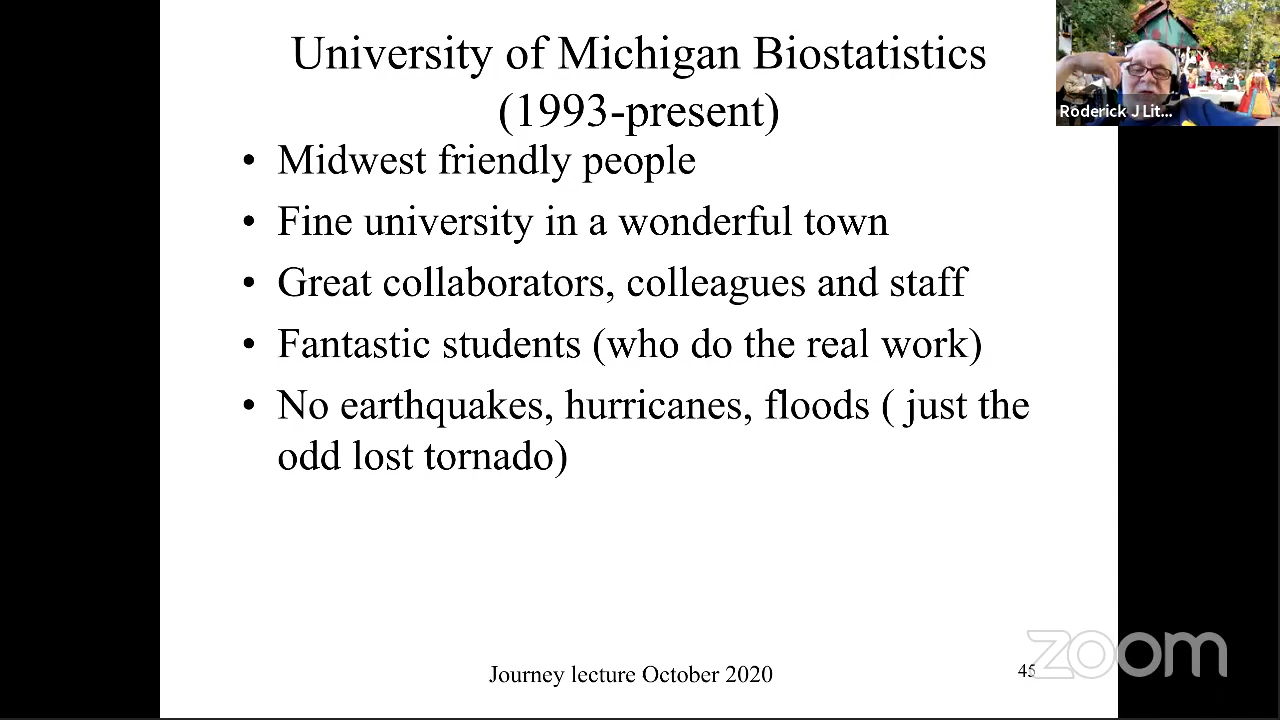 University of Michigan Biostatistics
(1993-present)
Roderick J Lit...
• Midwest friendly people
• Fine university in a wonderful town
• Great collaborators, colleagues and staff
• Fantastic students (who do the real work)
• No earthquakes, hurricanes, floods ( just the
odd lost tornado)
Journey lecture October 2020
45
zoom